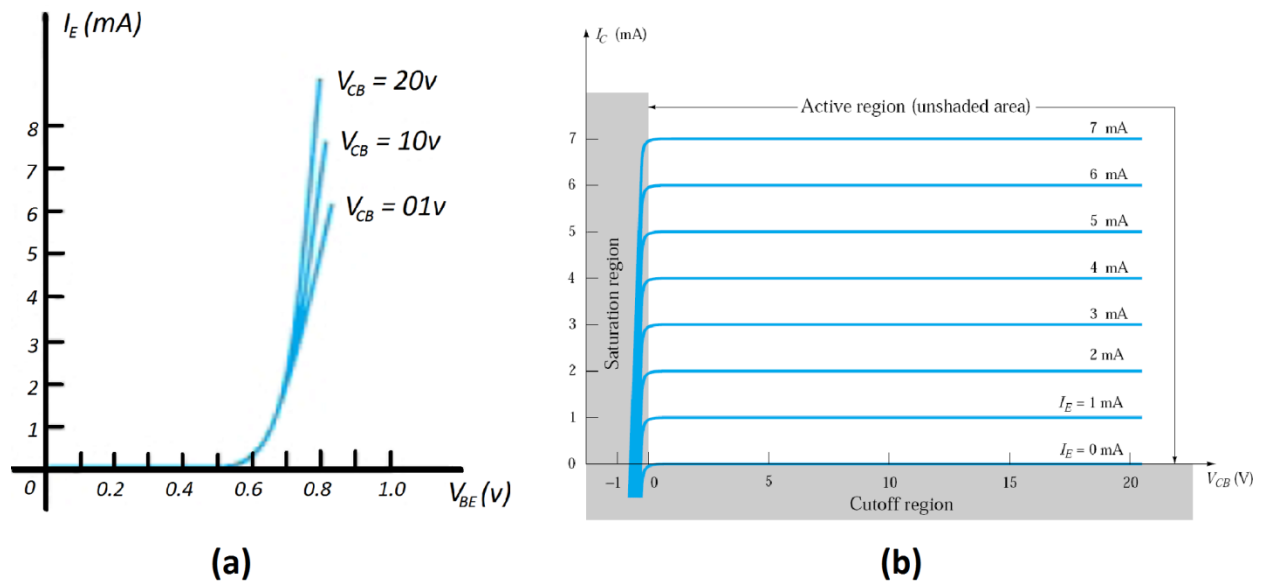 I_E (mA)
V_CB = 20v
V_CB = 10v
V_CB = 01v
8
7
6
5
4
3
2
1
0 0.2 0.4 0.6 0.8 1.0 V_BE (v)
(a)
I_C (mA)
Active region (unshaded area)
7 mA
7
6 mA
6
5 mA
5
4 mA
4
3 mA
3
2 mA
2
I_E = 1 mA
1
I_E = 0 mA
0
Saturation region
−1 0 5 10 15 20 V_CB (V)
Cutoff region
(b)